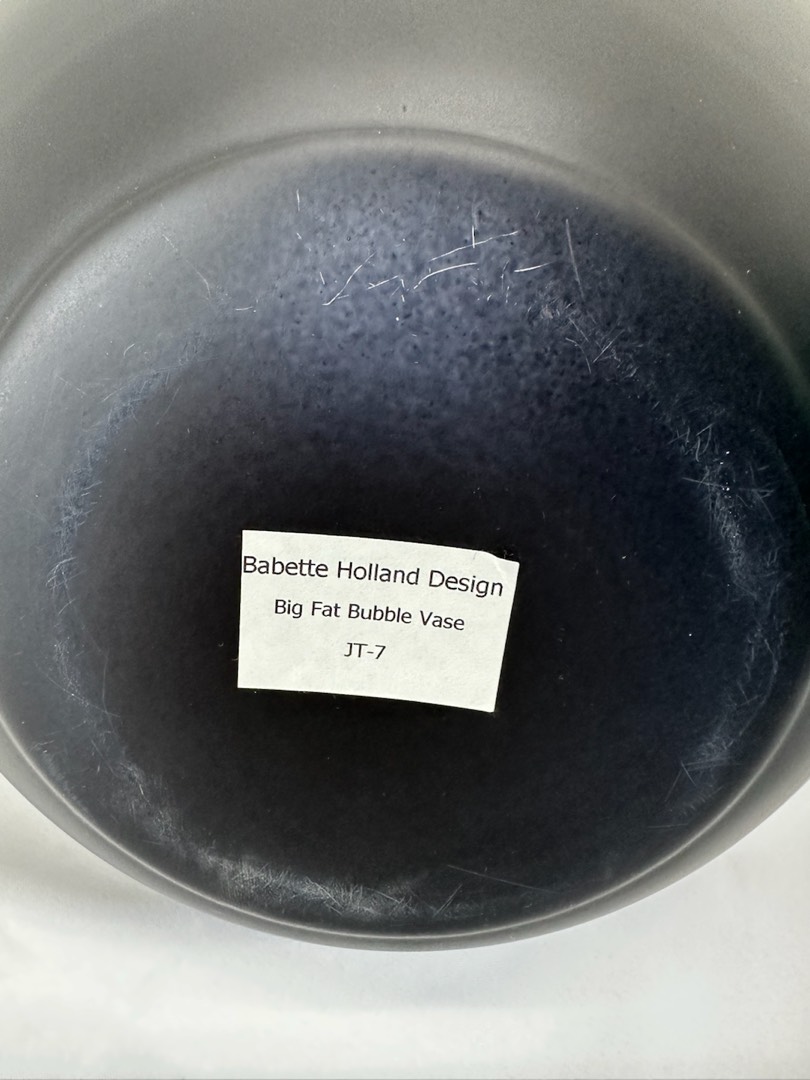 Babette Holland Design
Big Fat Bubble Vase
JT-7